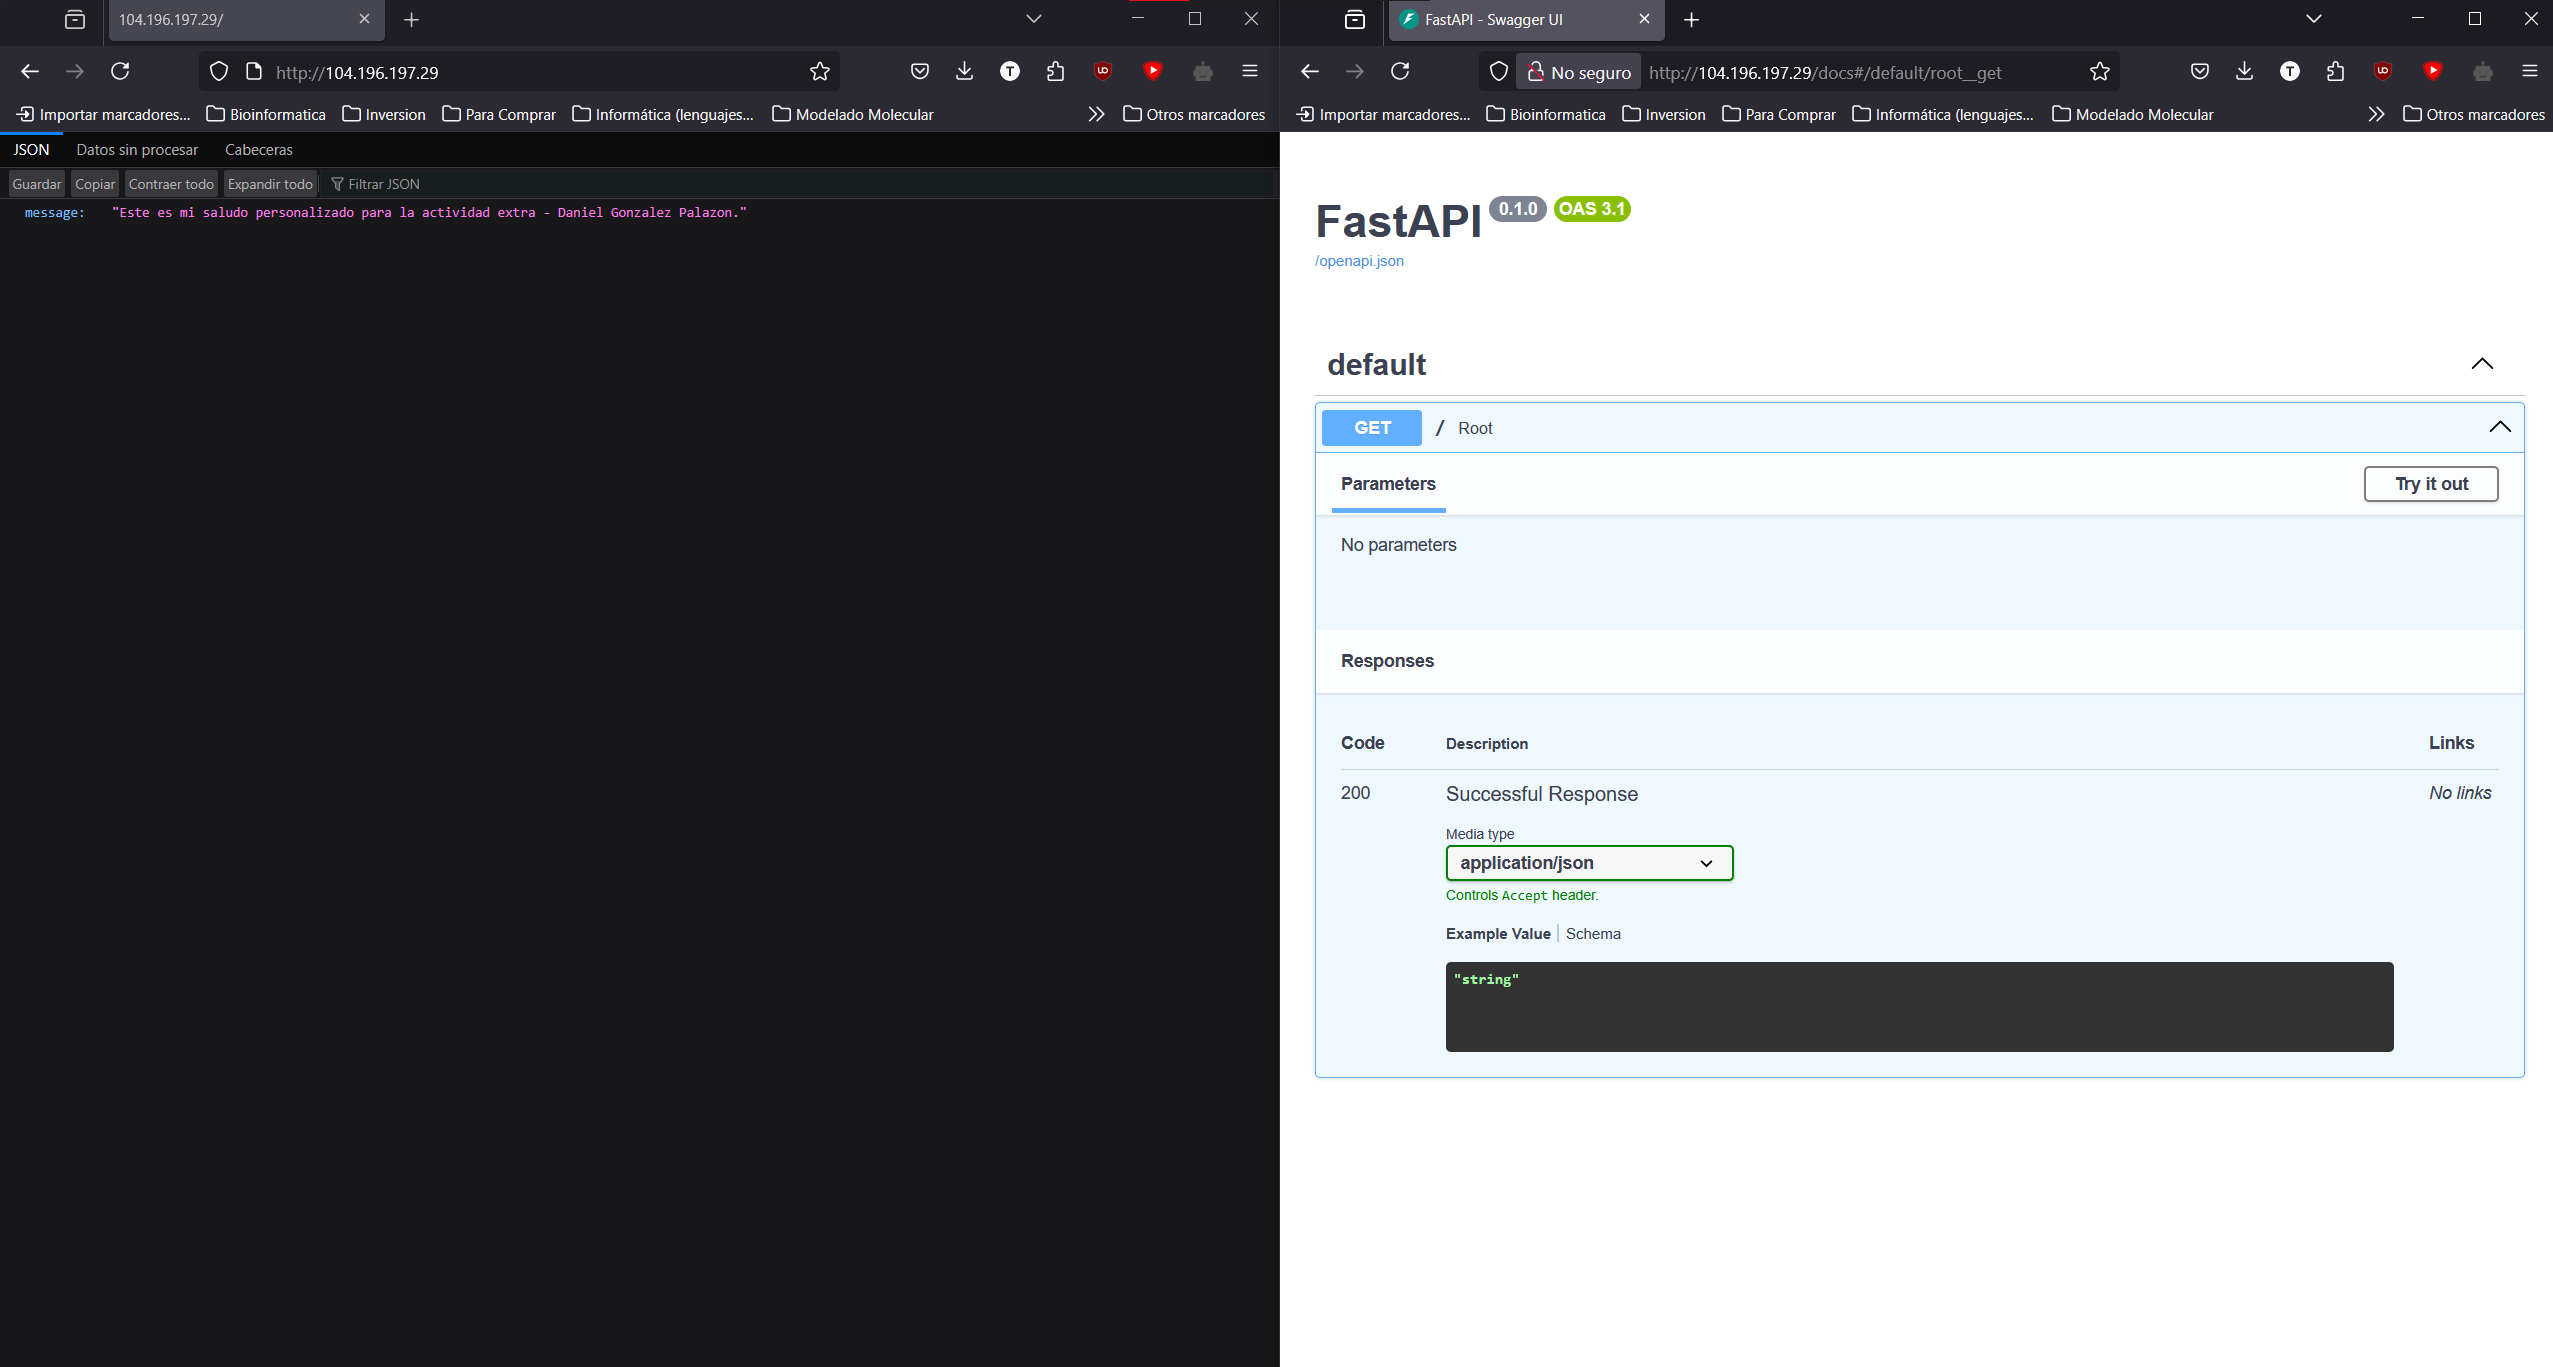 104.196.197.29/
http://104.196.197.29
Importar marcadores... Bioinformatica Inversion Para Comprar Informática (lenguajes... Modelado Molecular Otros marcadores
JSON Datos sin procesar Cabeceras
Guardar Copiar Contraer todo Expandir todo Filtrar JSON
message: "Este es mi saludo personalizado para la actividad extra - Daniel Gonzalez Palazon."
FastAPI - Swagger UI
No seguro http://104.196.197.29/docs#/default/root__get
Importar marcadores... Bioinformatica Inversion Para Comprar Informática (lenguajes... Modelado Molecular Otros marcadores
FastAPI 0.1.0 OAS 3.1
/openapi.json
default
GET / Root
Parameters Try it out
No parameters
Responses
Code Description Links
200 Successful Response No links
Media type
application/json
Controls Accept header.
Example Value Schema
"string"